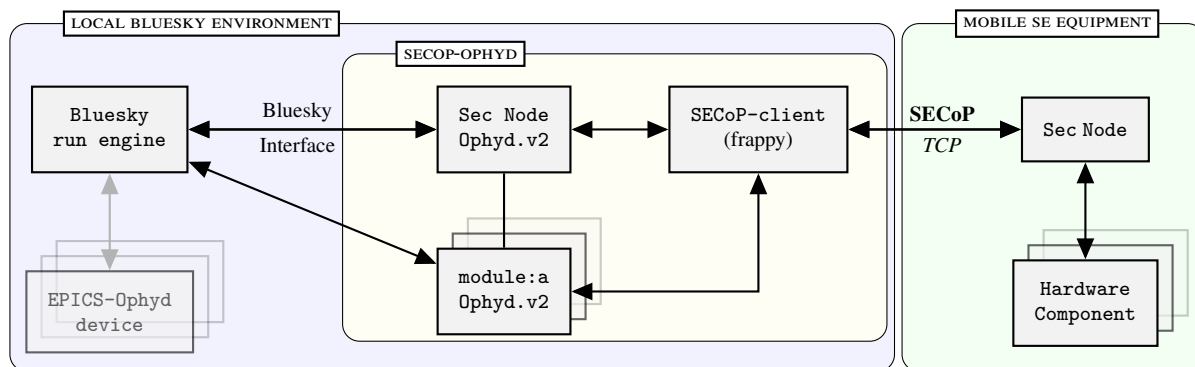 LOCAL BLUESKY ENVIRONMENT
MOBILE SE EQUIPMENT
SECOP-OPHYD
Bluesky
run engine
Bluesky
Interface
Sec Node
Ophyd.v2
SECoP-client
(frappy)
SECoP
TCP
Sec Node
EPICS-Ophyd
device
module:a
Ophyd.v2
Hardware
Component